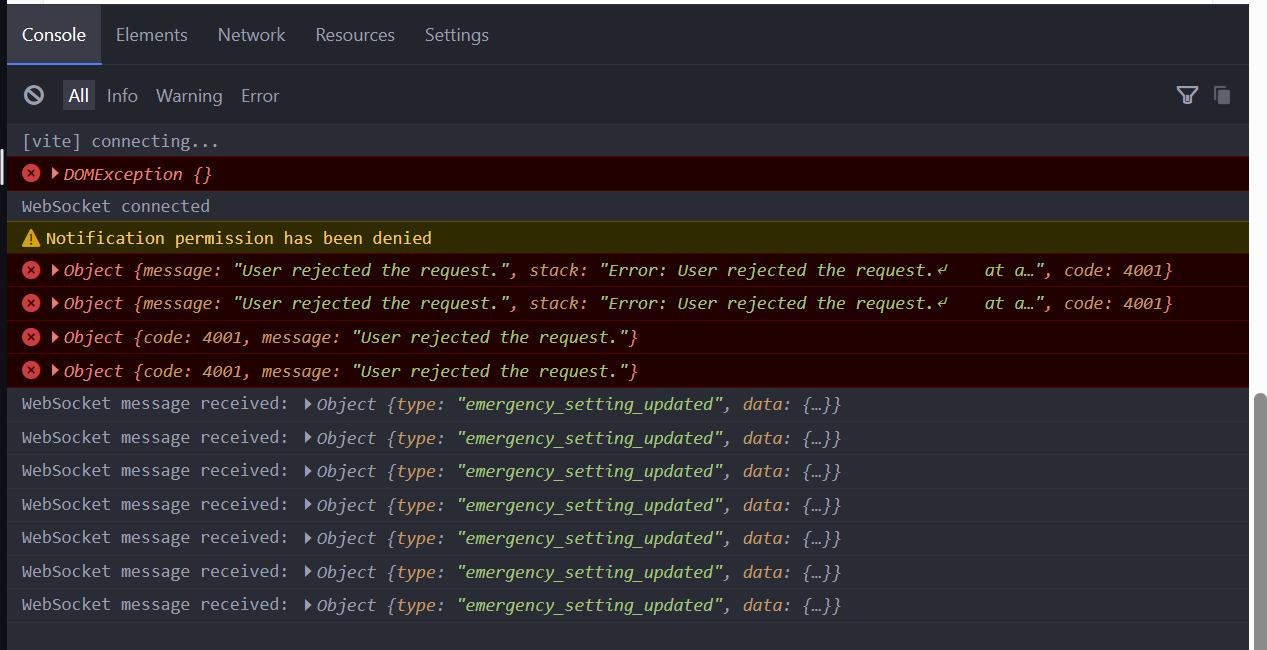 Console Elements Network Resources Settings
All Info Warning Error
[vite] connecting...
DOMException {}
WebSocket connected
Notification permission has been denied
Object {message: "User rejected the request.", stack: "Error: User rejected the request.↵    at a…", code: 4001}
Object {message: "User rejected the request.", stack: "Error: User rejected the request.↵    at a…", code: 4001}
Object {code: 4001, message: "User rejected the request."}
Object {code: 4001, message: "User rejected the request."}
WebSocket message received: Object {type: "emergency_setting_updated", data: {…}}
WebSocket message received: Object {type: "emergency_setting_updated", data: {…}}
WebSocket message received: Object {type: "emergency_setting_updated", data: {…}}
WebSocket message received: Object {type: "emergency_setting_updated", data: {…}}
WebSocket message received: Object {type: "emergency_setting_updated", data: {…}}
WebSocket message received: Object {type: "emergency_setting_updated", data: {…}}
WebSocket message received: Object {type: "emergency_setting_updated", data: {…}}